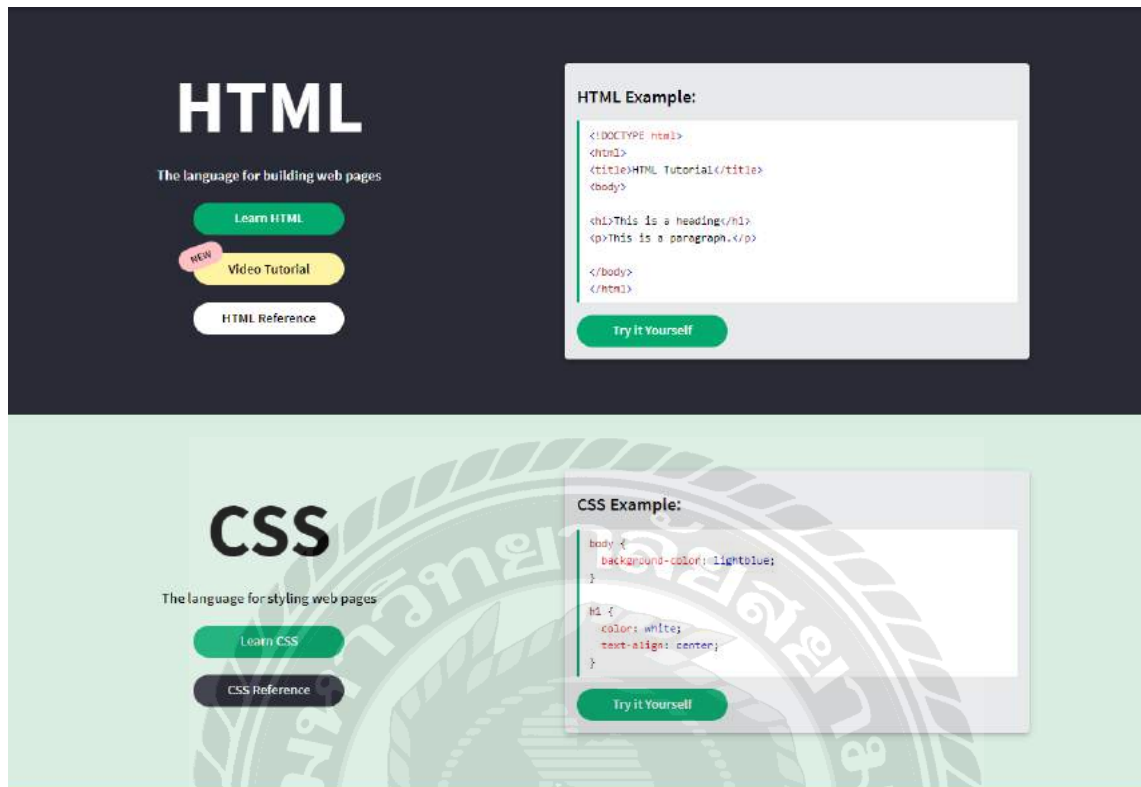 HTML
The language for building web pages
Learn HTML
NEW
Video Tutorial
HTML Reference
HTML Example:
<!DOCTYPE html>
<html>
<title>HTML Tutorial</title>
<body>
<h1>This is a heading</h1>
<p>This is a paragraph.</p>
</body>
</html>
Try it Yourself
CSS
The language for styling web pages
Learn CSS
CSS Reference
CSS Example:
body {
background-color: lightblue;
}
h1 {
color: white;
text-align: center;
}
Try it Yourself